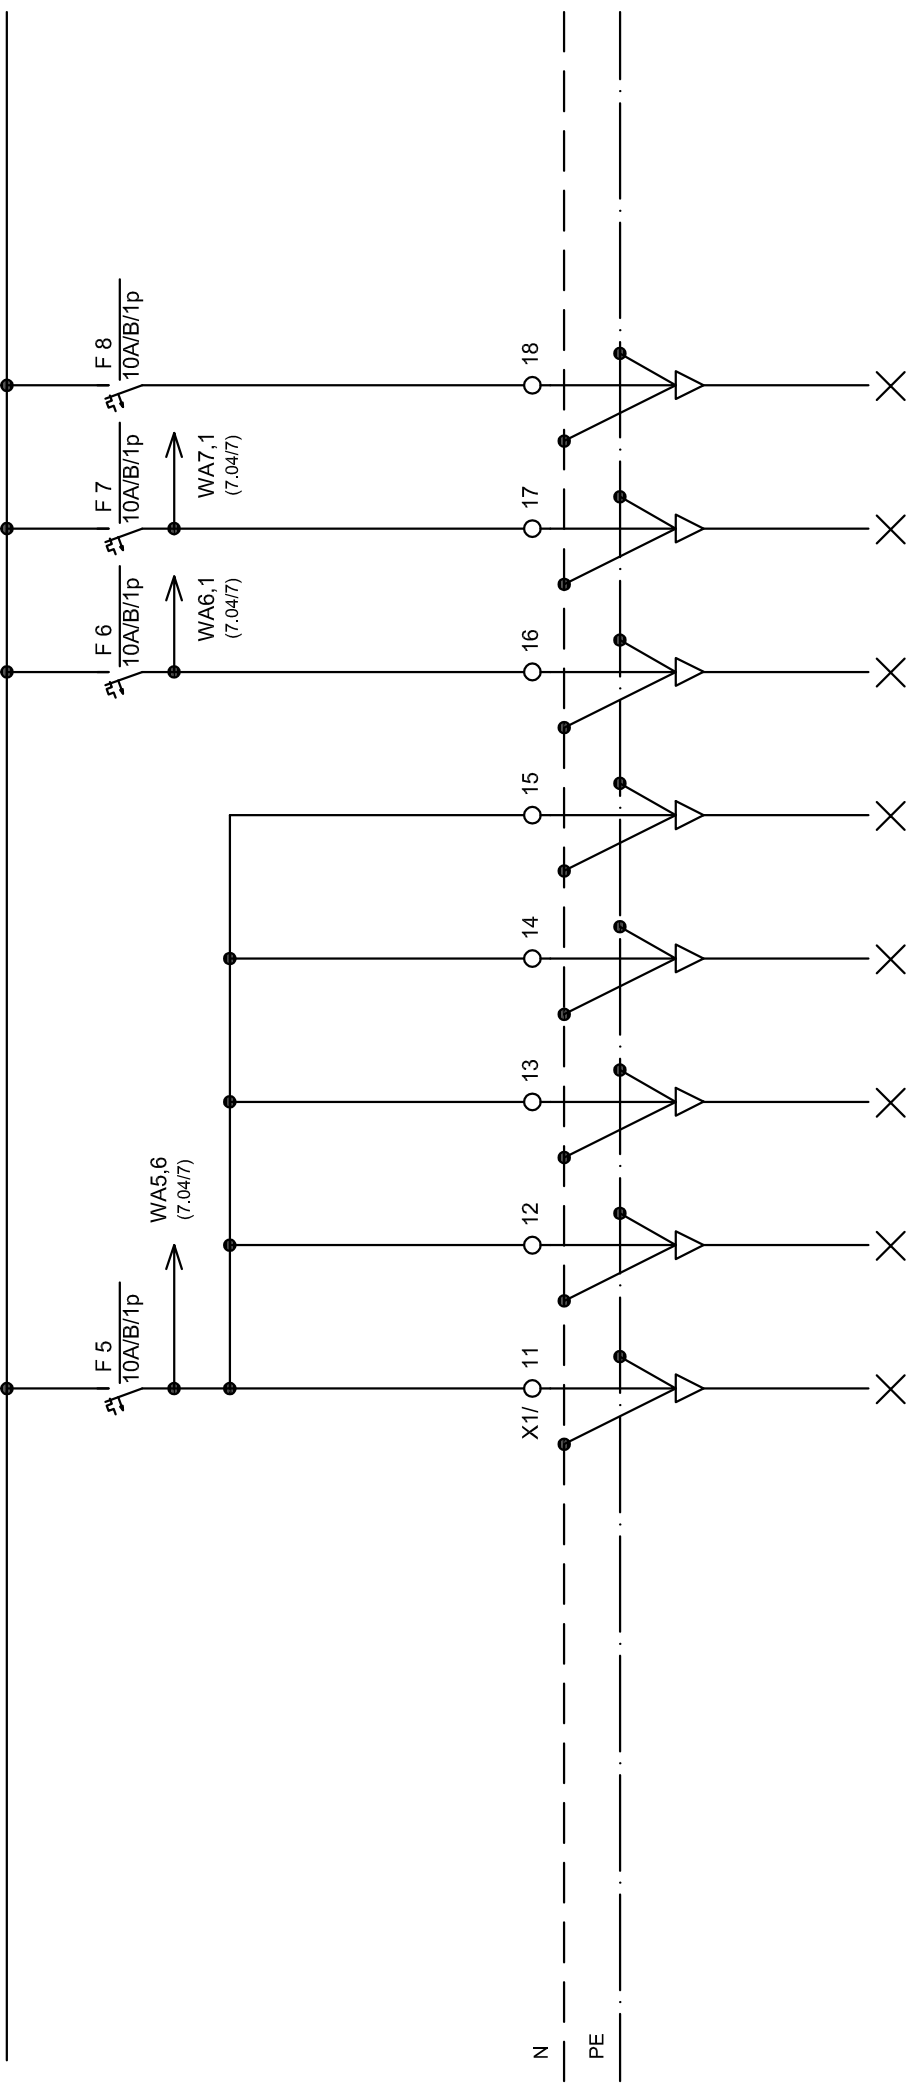 F 5
10A/B/1p
WA5,6
(7.04/7)
F 6
10A/B/1p
WA6,1
(7.04/7)
F 7
10A/B/1p
WA7,1
(7.04/7)
F 8
10A/B/1p
X1/ 11
12
13
14
15
16
17
18
N
PE